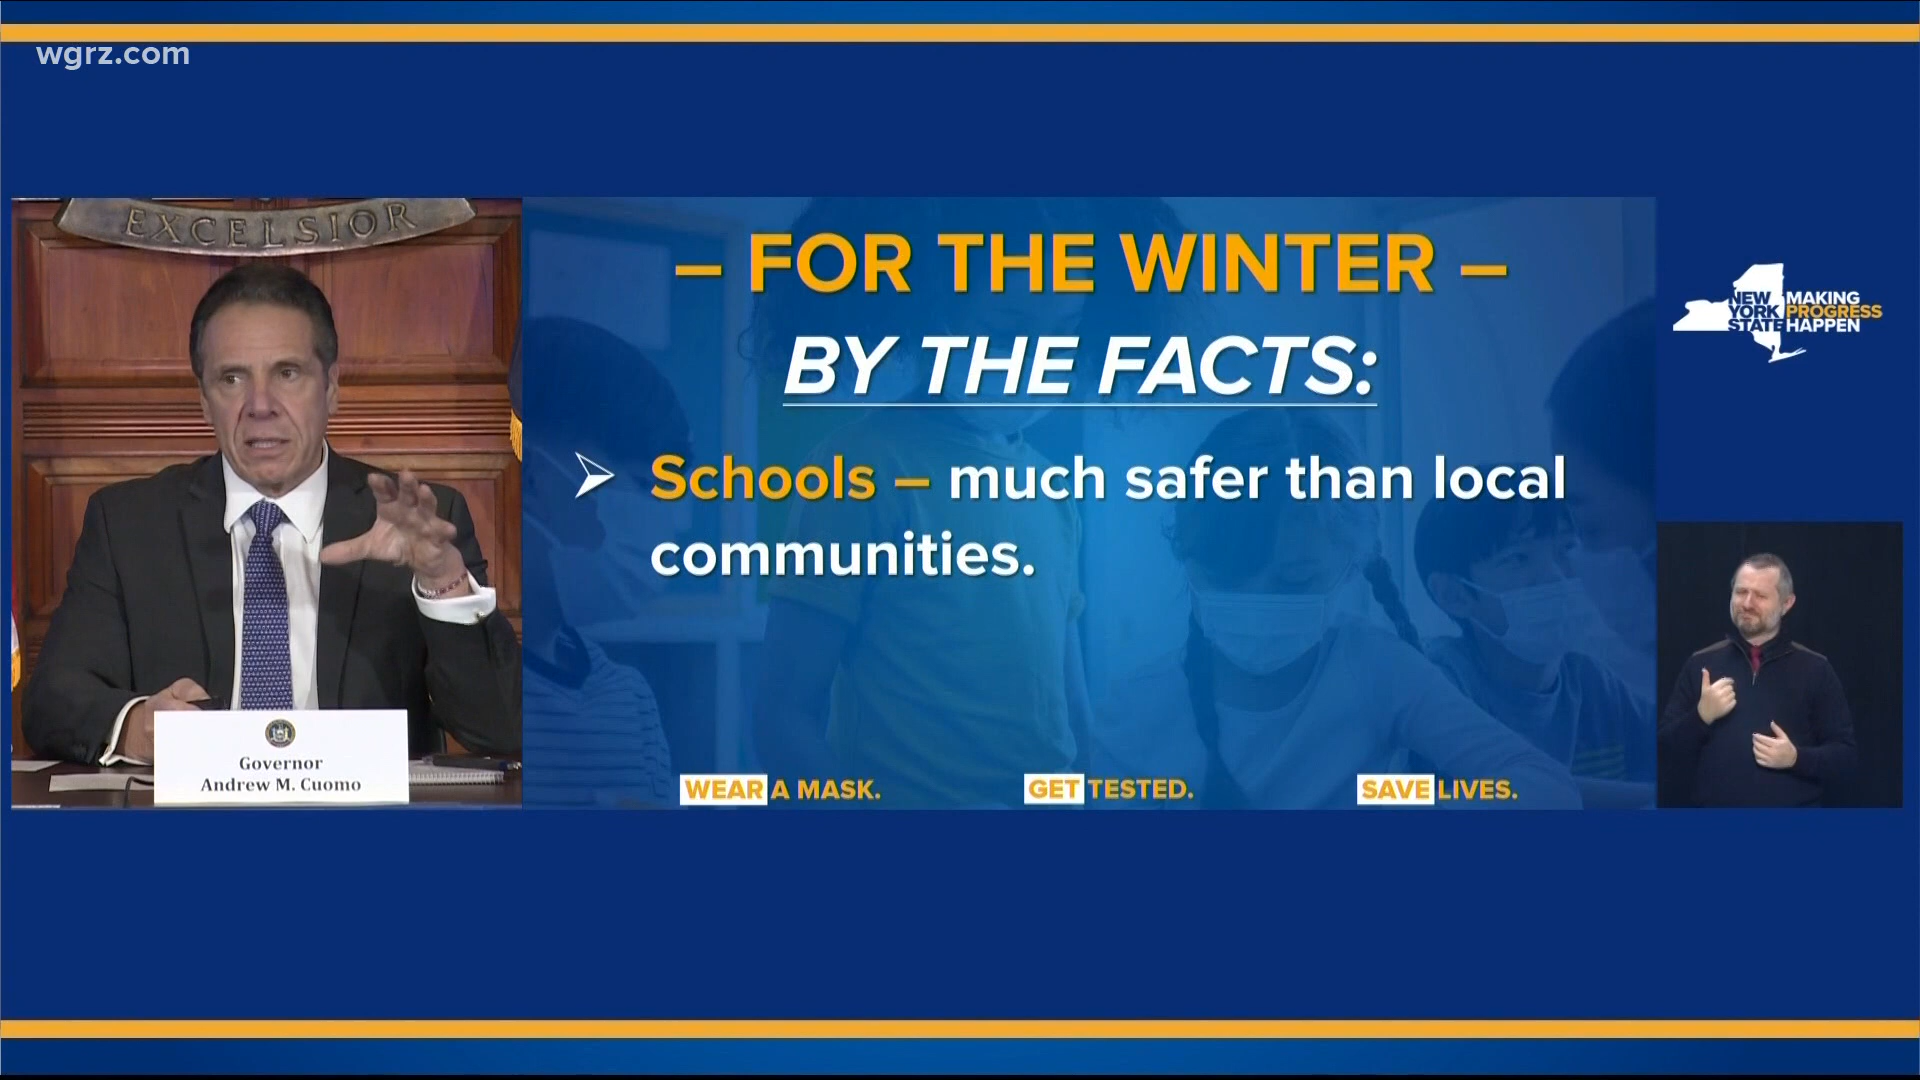 wgrz.com
EXCELSIOR
– FOR THE WINTER –
BY THE FACTS:
➢ Schools – much safer than local
communities.
NEW
YORK
STATE
MAKING
PROGRESS
HAPPEN
Governor
Andrew M. Cuomo
WEAR A MASK.
GET TESTED.
SAVE LIVES.